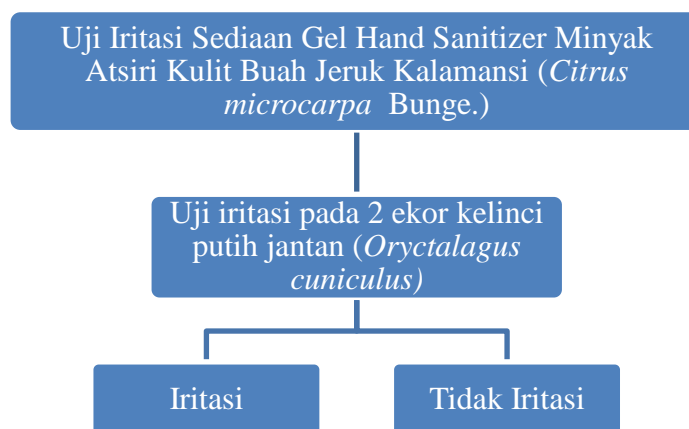 Uji Iritasi Sediaan Gel Hand Sanitizer Minyak
Atsiri Kulit Buah Jeruk Kalamansi (Citrus
microcarpa Bunge.)
Uji iritasi pada 2 ekor kelinci
putih jantan (Oryctalagus
cuniculus)
Iritasi
Tidak Iritasi